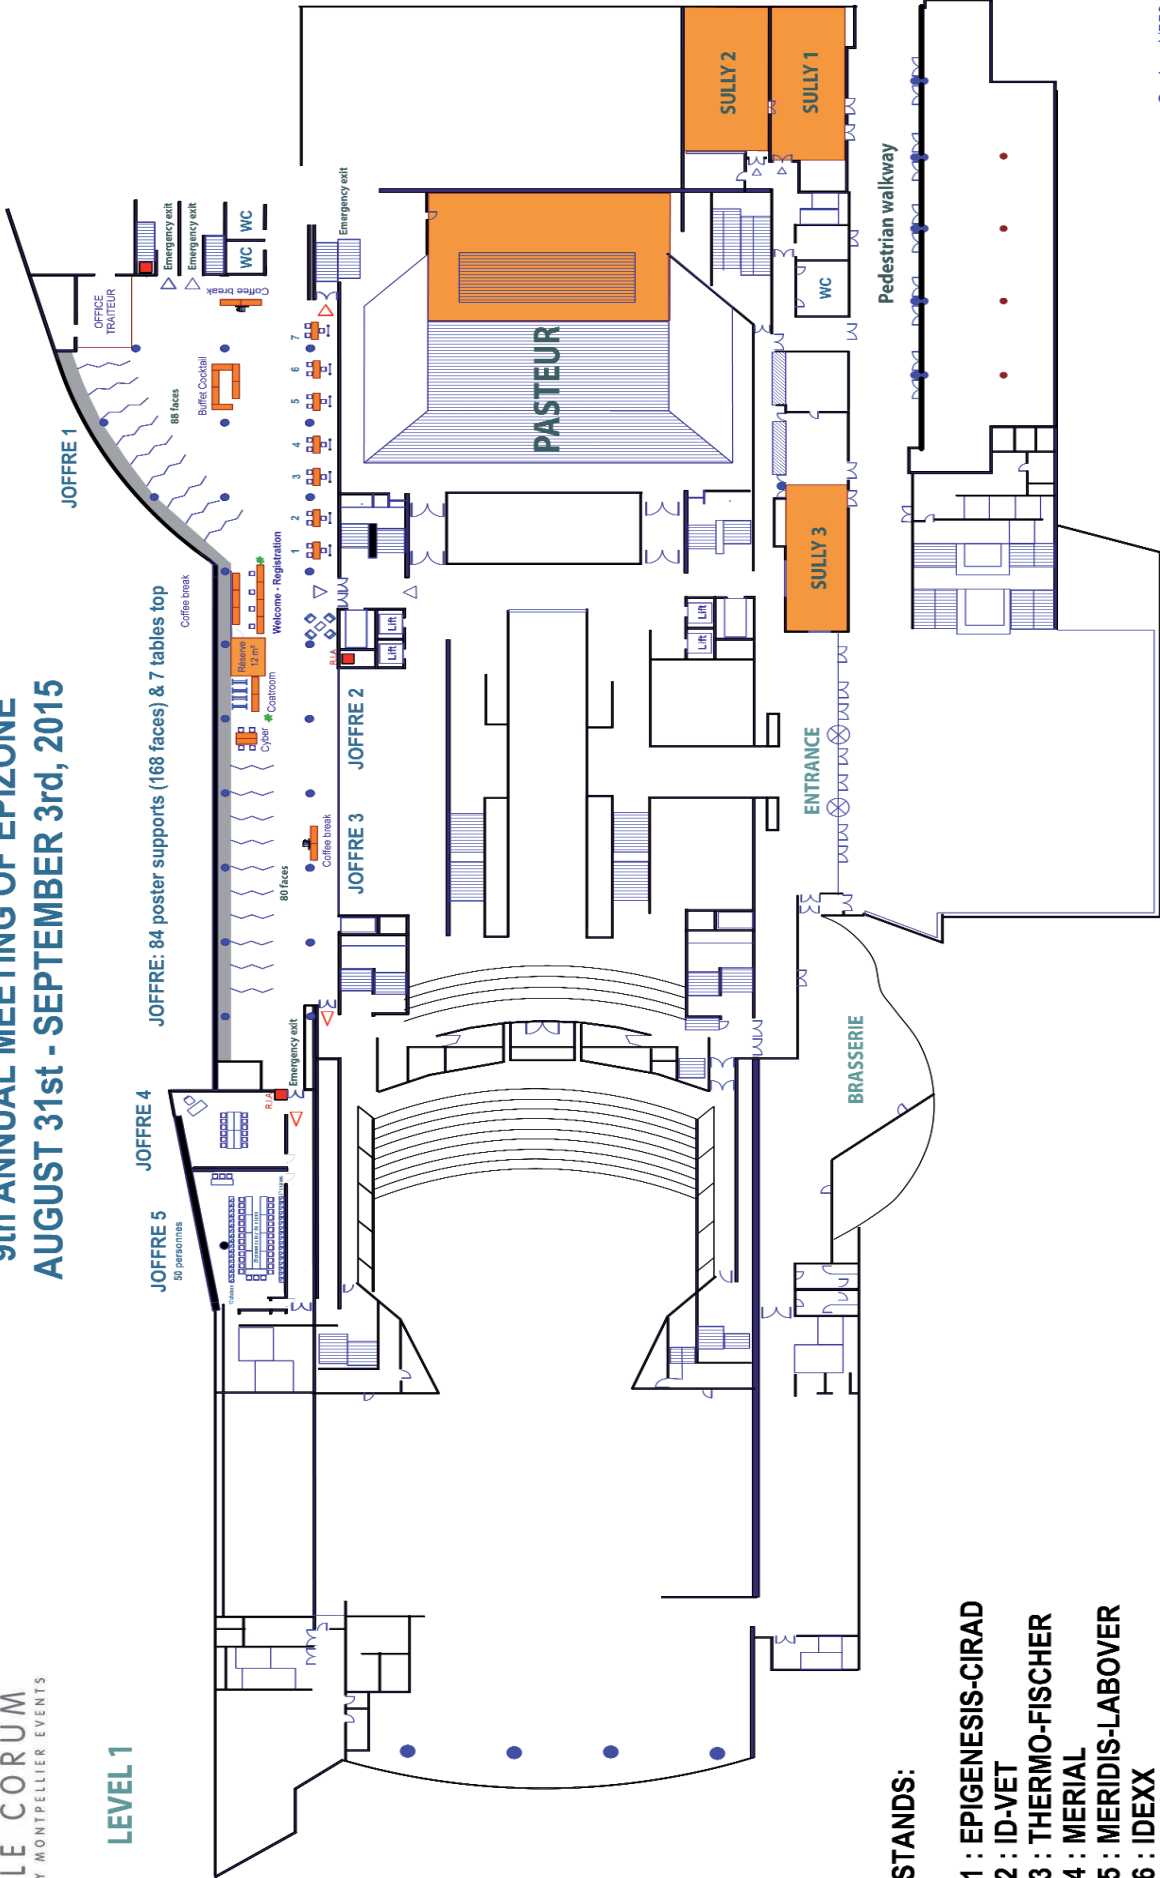 LE CORUM
Y MONTPELLIER EVENTS
LEVEL 1
9th ANNUAL MEETING OF EPIZONE
AUGUST 31st - SEPTEMBER 3rd, 2015
JOFFRE: 84 poster supports (168 faces) & 7 tables top
JOFFRE 5
50 personnes
JOFFRE 4
R.I.A
Emergency exit
80 faces
Coffee break
JOFFRE 3
JOFFRE 2
Cyber
Coatroom
Réserve
12 m²
Coffee break
Welcome - Registration
R.I.A
Lift
Lift
JOFFRE 1
88 faces
Buffet Cocktail
Coffee break
OFFICE
TRAITEUR
Emergency exit
Emergency exit
WC
WC
1
2
3
4
5
6
7
Emergency exit
PASTEUR
Lift
Lift
SULLY 2
SULLY 1
WC
SULLY 3
ENTRANCE
BRASSERIE
Pedestrian walkway
STANDS:
1 : EPIGENESIS-CIRAD
2 : ID-VET
3 : THERMO-FISCHER
4 : MERIAL
5 : MERIDIS-LABOVER
6 : IDEXX